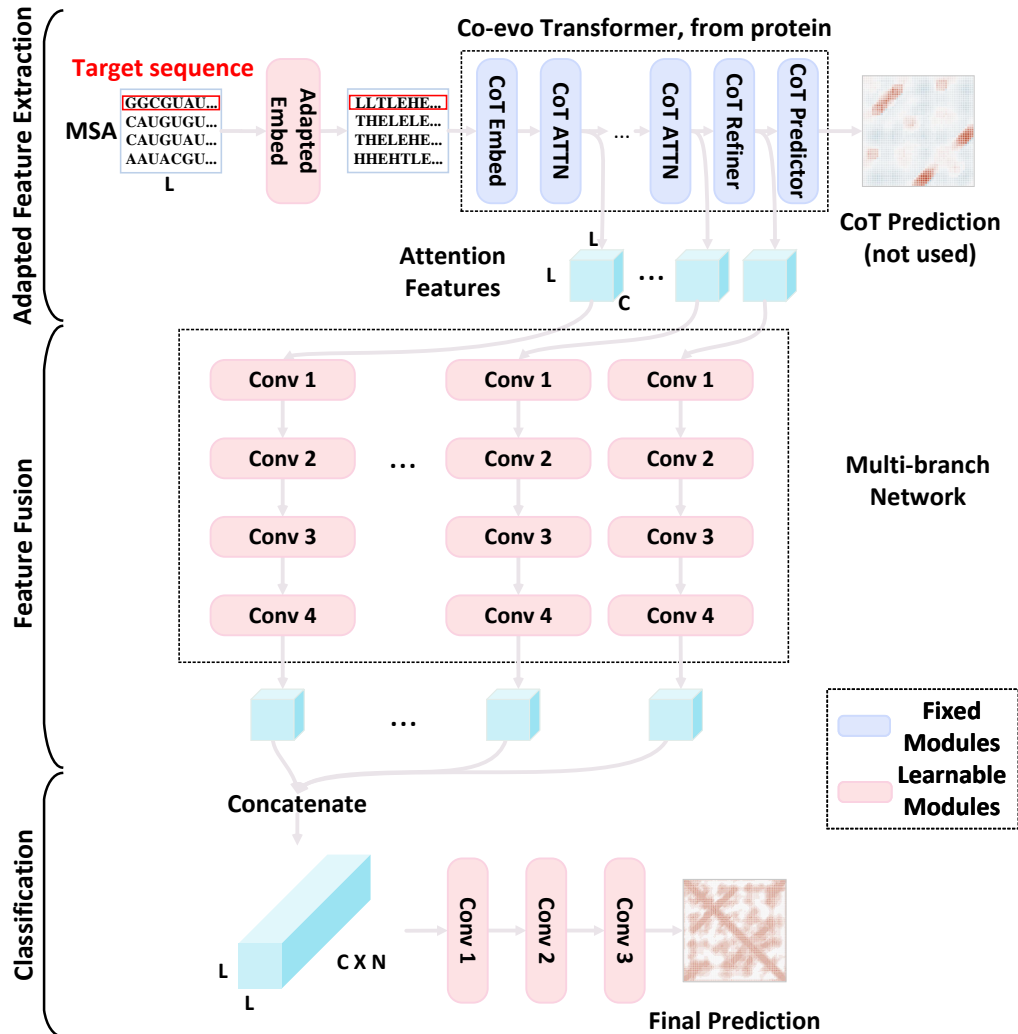 Adapted Feature Extraction
Co-evo Transformer, from protein
Target sequence
MSA
GGCGUAU...
CAUGUGU...
CAUGUAU...
AAUACGU...
L
Adapted
Embed
LLTLEHE...
THELELE...
THELEHE...
HHEHTLE...
CoT Embed
CoT ATTN
...
CoT ATTN
CoT Refiner
CoT Predictor
CoT Prediction
(not used)
Attention
Features
L
L
C
...
Feature Fusion
Conv 1
Conv 1
Conv 1
Conv 2
...
Conv 2
Conv 2
Conv 3
Conv 3
Conv 3
Conv 4
Conv 4
Conv 4
Multi-branch
Network
...
Fixed
Modules
Learnable
Modules
Classification
Concatenate
L
L
C X N
Conv 1
Conv 2
Conv 3
Final Prediction